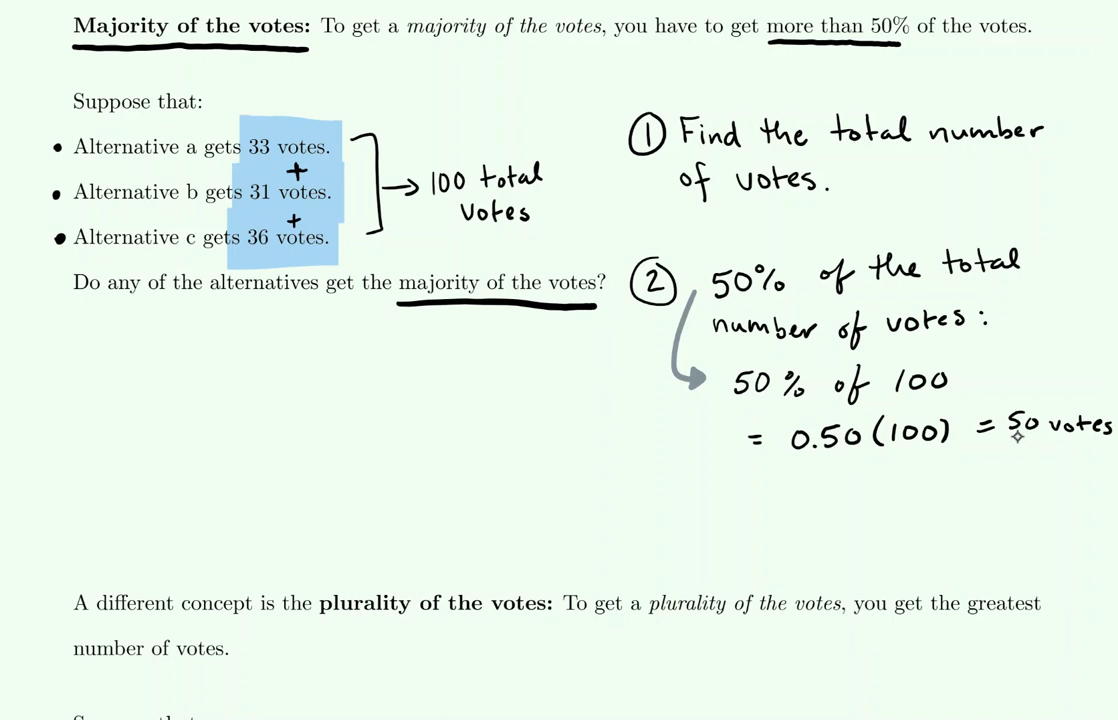 Majority of the votes: To get a majority of the votes, you have to get more than 50% of the votes.
Suppose that:
• Alternative a gets 33 votes.
+
• Alternative b gets 31 votes.
+
• Alternative c gets 36 votes.
→ 100 total
votes
Do any of the alternatives get the majority of the votes?
① Find the total number
of votes.
② 50% of the total
number of votes:
50% of 100
= 0.50 (100) = 50 votes
A different concept is the plurality of the votes: To get a plurality of the votes, you get the greatest
number of votes.